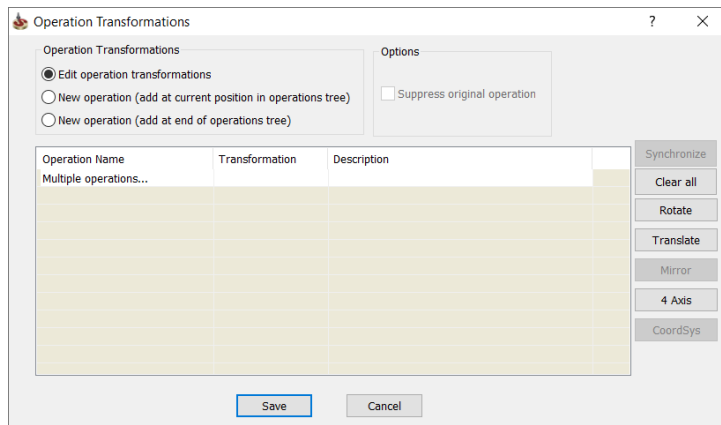 Operation Transformations
?
Operation Transformations
Edit operation transformations
New operation (add at current position in operations tree)
New operation (add at end of operations tree)
Options
Suppress original operation
Operation Name Transformation Description
Multiple operations...
Synchronize
Clear all
Rotate
Translate
Mirror
4 Axis
CoordSys
Save Cancel